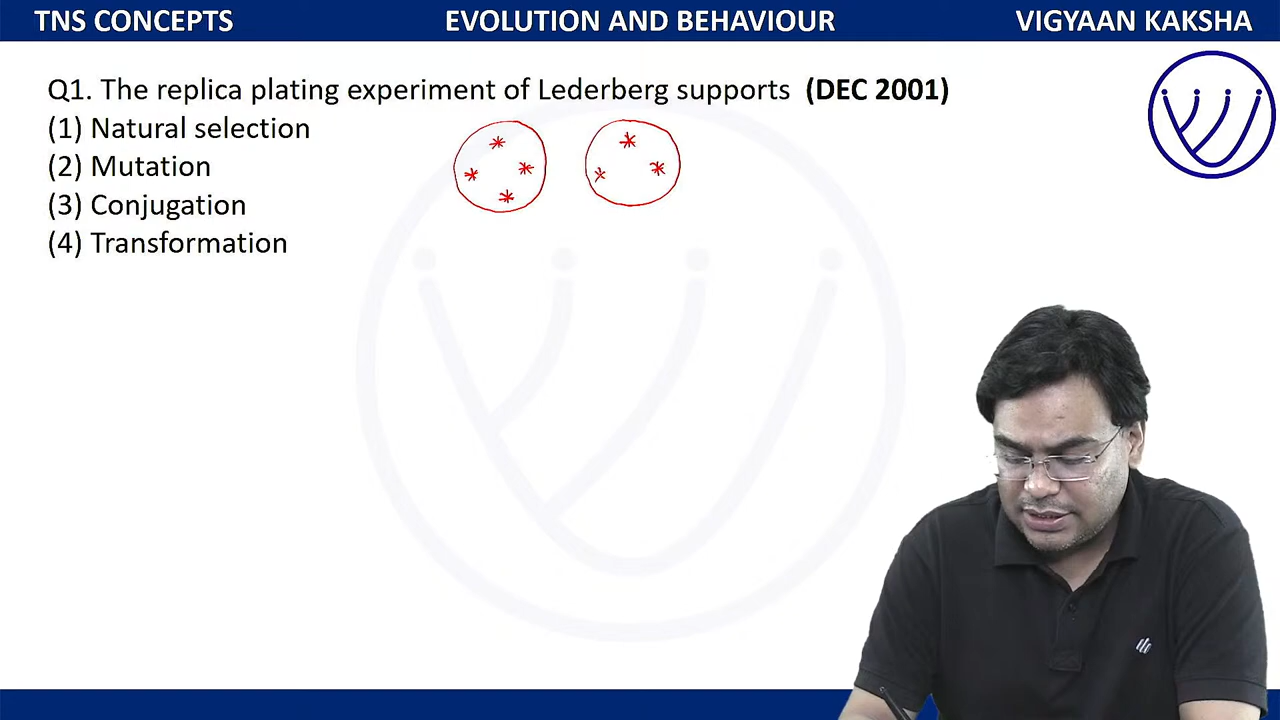 TNS CONCEPTS EVOLUTION AND BEHAVIOUR VIGYAAN KAKSHA
Q1. The replica plating experiment of Lederberg supports (DEC 2001)
(1) Natural selection
(2) Mutation
(3) Conjugation
(4) Transformation